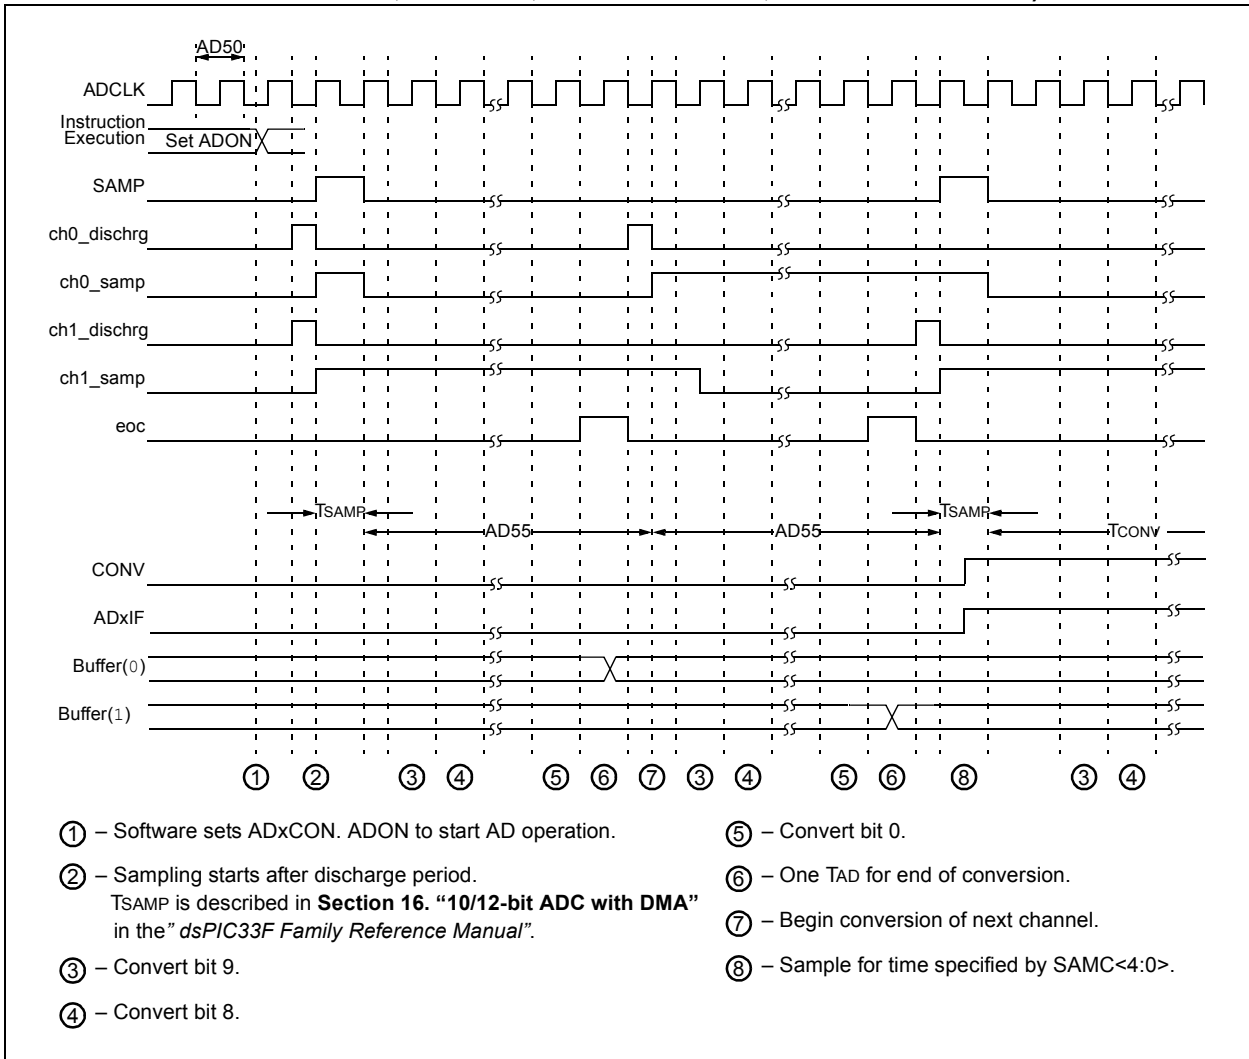 AD50
ADCLK
Instruction
Execution
Set ADON
SAMP
ch0_dischrg
ch0_samp
ch1_dischrg
ch1_samp
eoc
TSAMP
TSAMP
AD55
AD55
TCONV
CONV
ADxIF
Buffer(0)
Buffer(1)
1 2 3 4 5 6 7 3 4 5 6 8 3 4
1 – Software sets ADxCON. ADON to start AD operation.
2 – Sampling starts after discharge period.
TSAMP is described in Section 16. “10/12-bit ADC with DMA”
in the” dsPIC33F Family Reference Manual”.
3 – Convert bit 9.
4 – Convert bit 8.
5 – Convert bit 0.
6 – One TAD for end of conversion.
7 – Begin conversion of next channel.
8 – Sample for time specified by SAMC<4:0>.